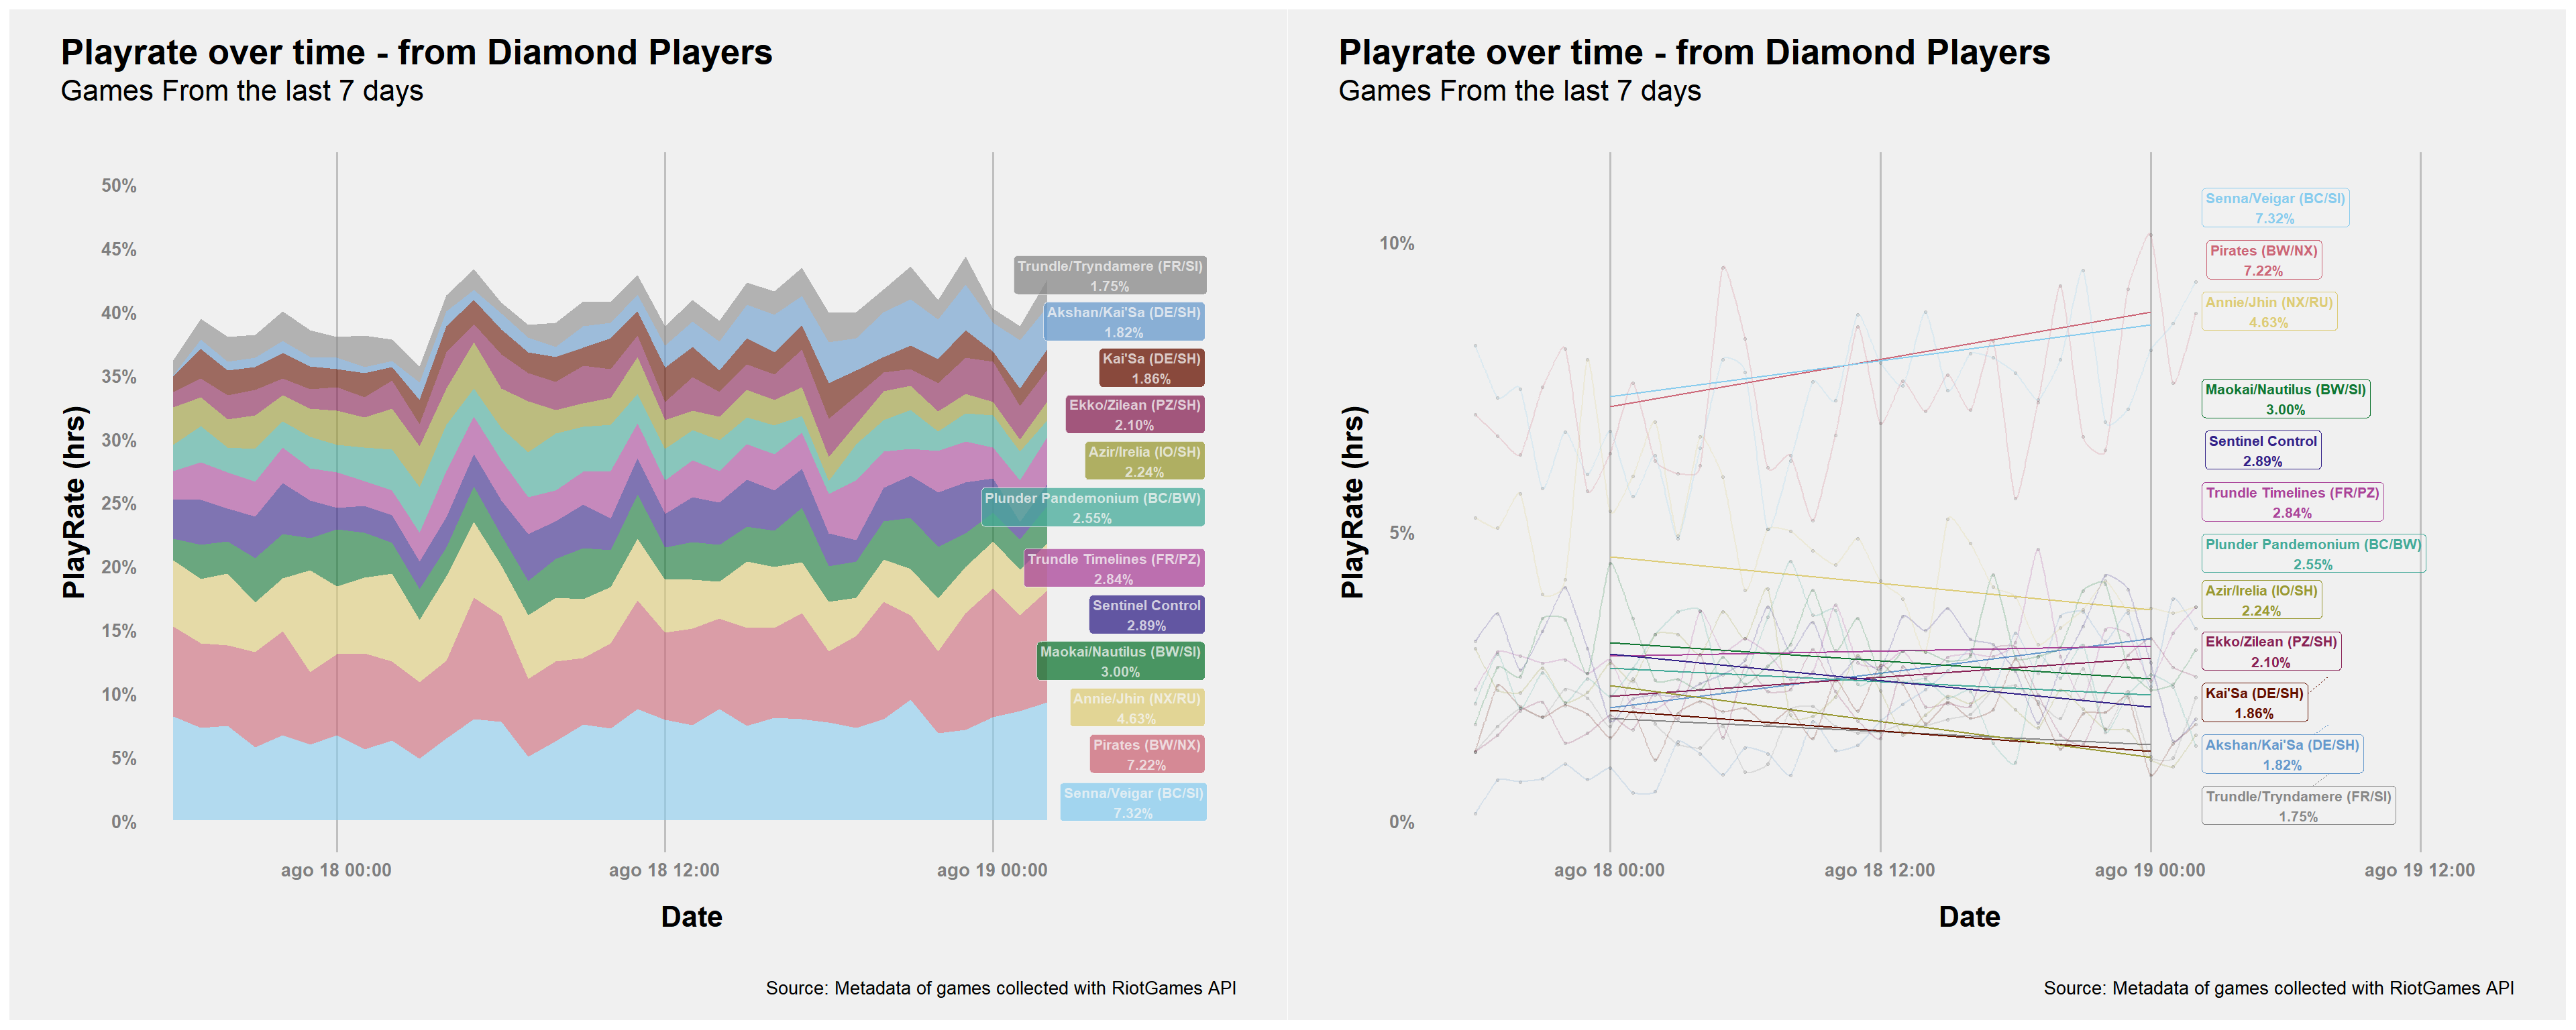 Playrate over time - from Diamond Players
Games From the last 7 days
PlayRate (hrs)
50%
45%
40%
35%
30%
25%
20%
15%
10%
5%
0%
Trundle/Tryndamere (FR/SI)
1.75%
Akshan/Kai'Sa (DE/SH)
1.82%
Kai'Sa (DE/SH)
1.86%
Ekko/Zilean (PZ/SH)
2.10%
Azir/Irelia (IO/SH)
2.24%
Plunder Pandemonium (BC/BW)
2.55%
Trundle Timelines (FR/PZ)
2.84%
Sentinel Control
2.89%
Maokai/Nautilus (BW/SI)
3.00%
Annie/Jhin (NX/RU)
4.63%
Pirates (BW/NX)
7.22%
Senna/Veigar (BC/SI)
7.32%
ago 18 00:00
ago 18 12:00
ago 19 00:00
Date
Source: Metadata of games collected with RiotGames API
Playrate over time - from Diamond Players
Games From the last 7 days
PlayRate (hrs)
10%
5%
0%
Senna/Veigar (BC/SI)
7.32%
Pirates (BW/NX)
7.22%
Annie/Jhin (NX/RU)
4.63%
Maokai/Nautilus (BW/SI)
3.00%
Sentinel Control
2.89%
Trundle Timelines (FR/PZ)
2.84%
Plunder Pandemonium (BC/BW)
2.55%
Azir/Irelia (IO/SH)
2.24%
Ekko/Zilean (PZ/SH)
2.10%
Kai'Sa (DE/SH)
1.86%
Akshan/Kai'Sa (DE/SH)
1.82%
Trundle/Tryndamere (FR/SI)
1.75%
ago 18 00:00
ago 18 12:00
ago 19 00:00
ago 19 12:00
Date
Source: Metadata of games collected with RiotGames API